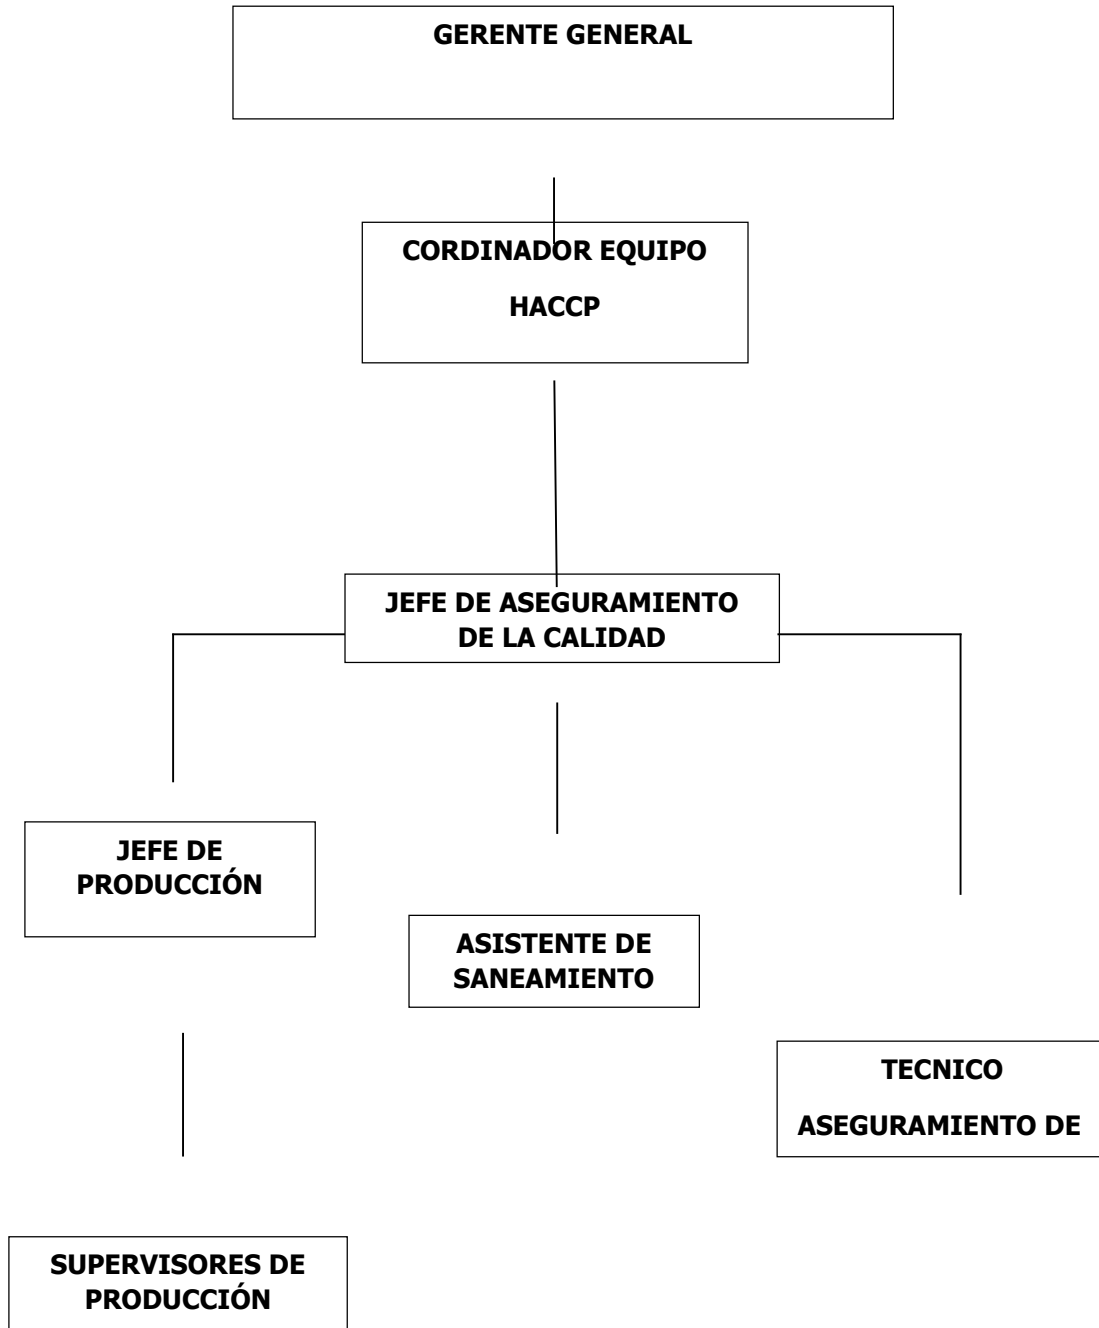 GERENTE GENERAL
CORDINADOR EQUIPO
HACCP
JEFE DE ASEGURAMIENTO
DE LA CALIDAD
JEFE DE
PRODUCCIÓN
ASISTENTE DE
SANEAMIENTO
TECNICO
ASEGURAMIENTO DE
SUPERVISORES DE
PRODUCCIÓN